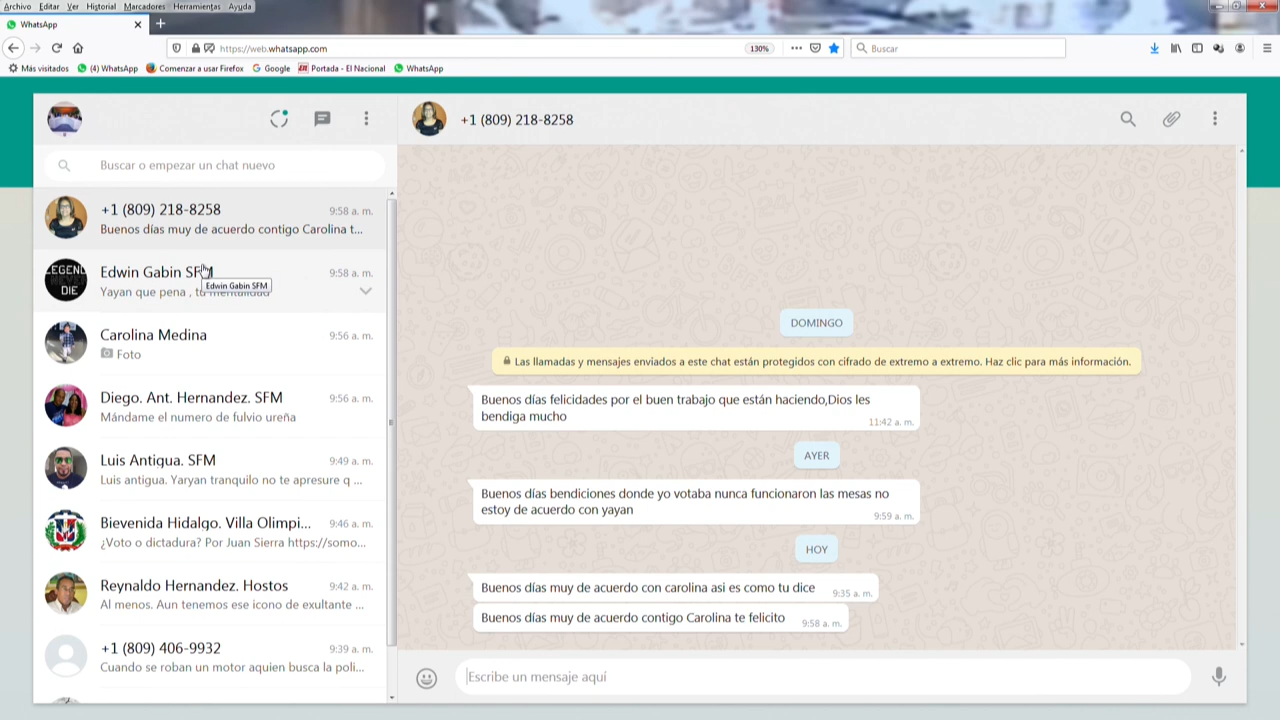 Archivo Editar Ver Historial Marcadores Herramientas Ayuda
WhatsApp
https://web.whatsapp.com
130%
Buscar
Más visitados
(4) WhatsApp
Comenzar a usar Firefox
Google
Portada - El Nacional
WhatsApp
+1 (809) 218-8258
Buscar o empezar un chat nuevo
+1 (809) 218-8258
9:58 a. m.
Buenos días muy de acuerdo contigo Carolina t...
LEGEND
NEVER
DIE
Edwin Gabin SFM
9:58 a. m.
Yayan que pena , tu mentalidad
Edwin Gabin SFM
Carolina Medina
9:56 a. m.
Foto
Diego. Ant. Hernandez. SFM
9:56 a. m.
Mándame el numero de fulvio ureña
Luis Antigua. SFM
9:49 a. m.
Luis antigua. Yaryan tranquilo no te apresure q ...
Bievenida Hidalgo. Villa Olimpi...
9:46 a. m.
¿Voto o dictadura? Por Juan Sierra https://somo...
Reynaldo Hernandez. Hostos
9:42 a. m.
Al menos. Aun tenemos ese icono de exultante ...
+1 (809) 406-9932
9:39 a. m.
Cuando se roban un motor aquien busca la poli...
DOMINGO
Las llamadas y mensajes enviados a este chat están protegidos con cifrado de extremo a extremo. Haz clic para más información.
Buenos días felicidades por el buen trabajo que están haciendo,Dios les
bendiga mucho
11:42 a. m.
AYER
Buenos días bendiciones donde yo votaba nunca funcionaron las mesas no
estoy de acuerdo con yayan
9:59 a. m.
HOY
Buenos días muy de acuerdo con carolina asi es como tu dice
9:35 a. m.
Buenos días muy de acuerdo contigo Carolina te felicito
9:58 a. m.
Escribe un mensaje aquí